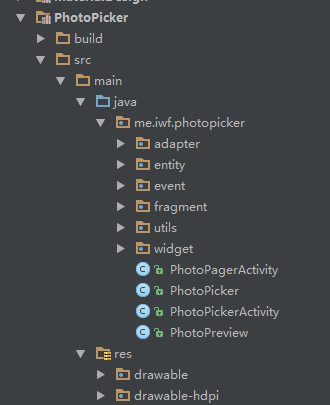 PhotoPicker
build
src
main
java
me.iwf.photopicker
adapter
entity
event
fragment
utils
widget
C PhotoPagerActivity
C PhotoPicker
C PhotoPickerActivity
C PhotoPreview
res
drawable
drawable-hdpi